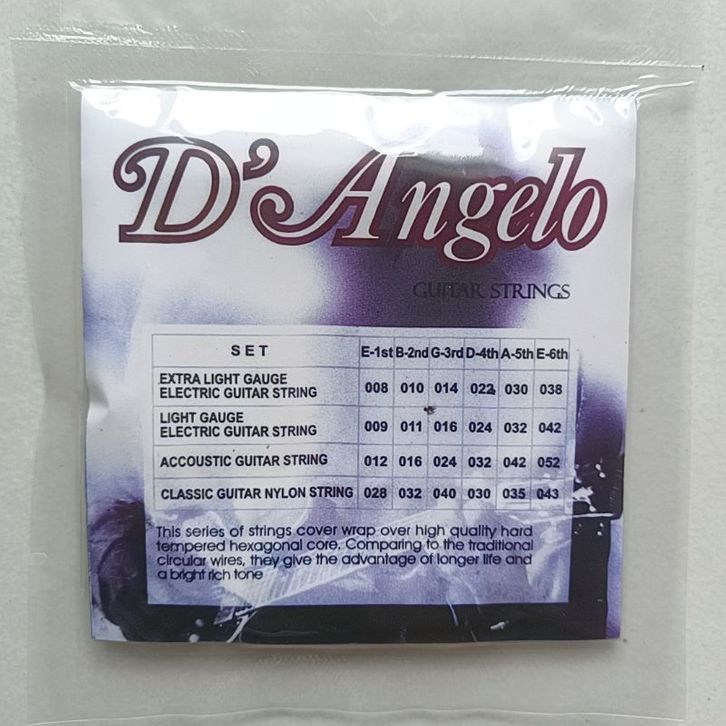 D'Angelo
GUITAR STRINGS
SET E-1st B-2nd G-3rd D-4th A-5th E-6th
EXTRA LIGHT GAUGE
ELECTRIC GUITAR STRING 008 010 014 022 030 038
LIGHT GAUGE
ELECTRIC GUITAR STRING 009 011 016 024 032 042
ACCOUSTIC GUITAR STRING 012 016 024 032 042 052
CLASSIC GUITAR NYLON STRING 028 032 040 030 035 043
This series of strings cover wrap over high quality hard
tempered hexagonal core. Comparing to the traditional
circular wires, they give the advantage of longer life and
a bright rich tone